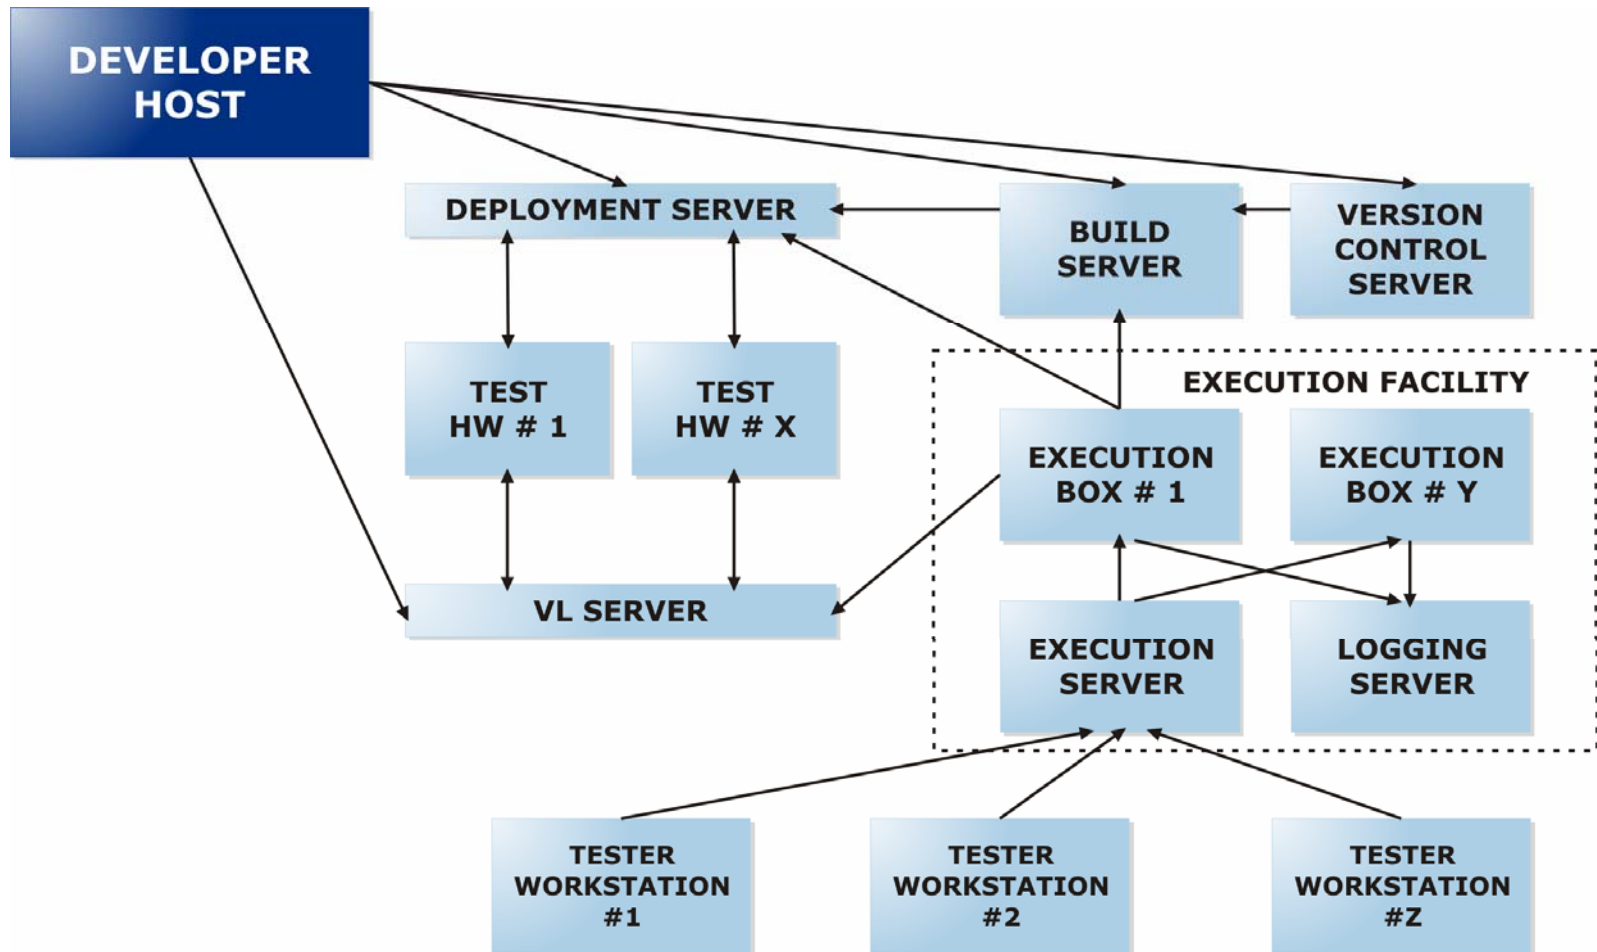 DEVELOPER
HOST
DEPLOYMENT SERVER
BUILD
SERVER
VERSION
CONTROL
SERVER
TEST
HW # 1
TEST
HW # X
EXECUTION FACILITY
EXECUTION
BOX # 1
EXECUTION
BOX # Y
VL SERVER
EXECUTION
SERVER
LOGGING
SERVER
TESTER
WORKSTATION
#1
TESTER
WORKSTATION
#2
TESTER
WORKSTATION
#Z